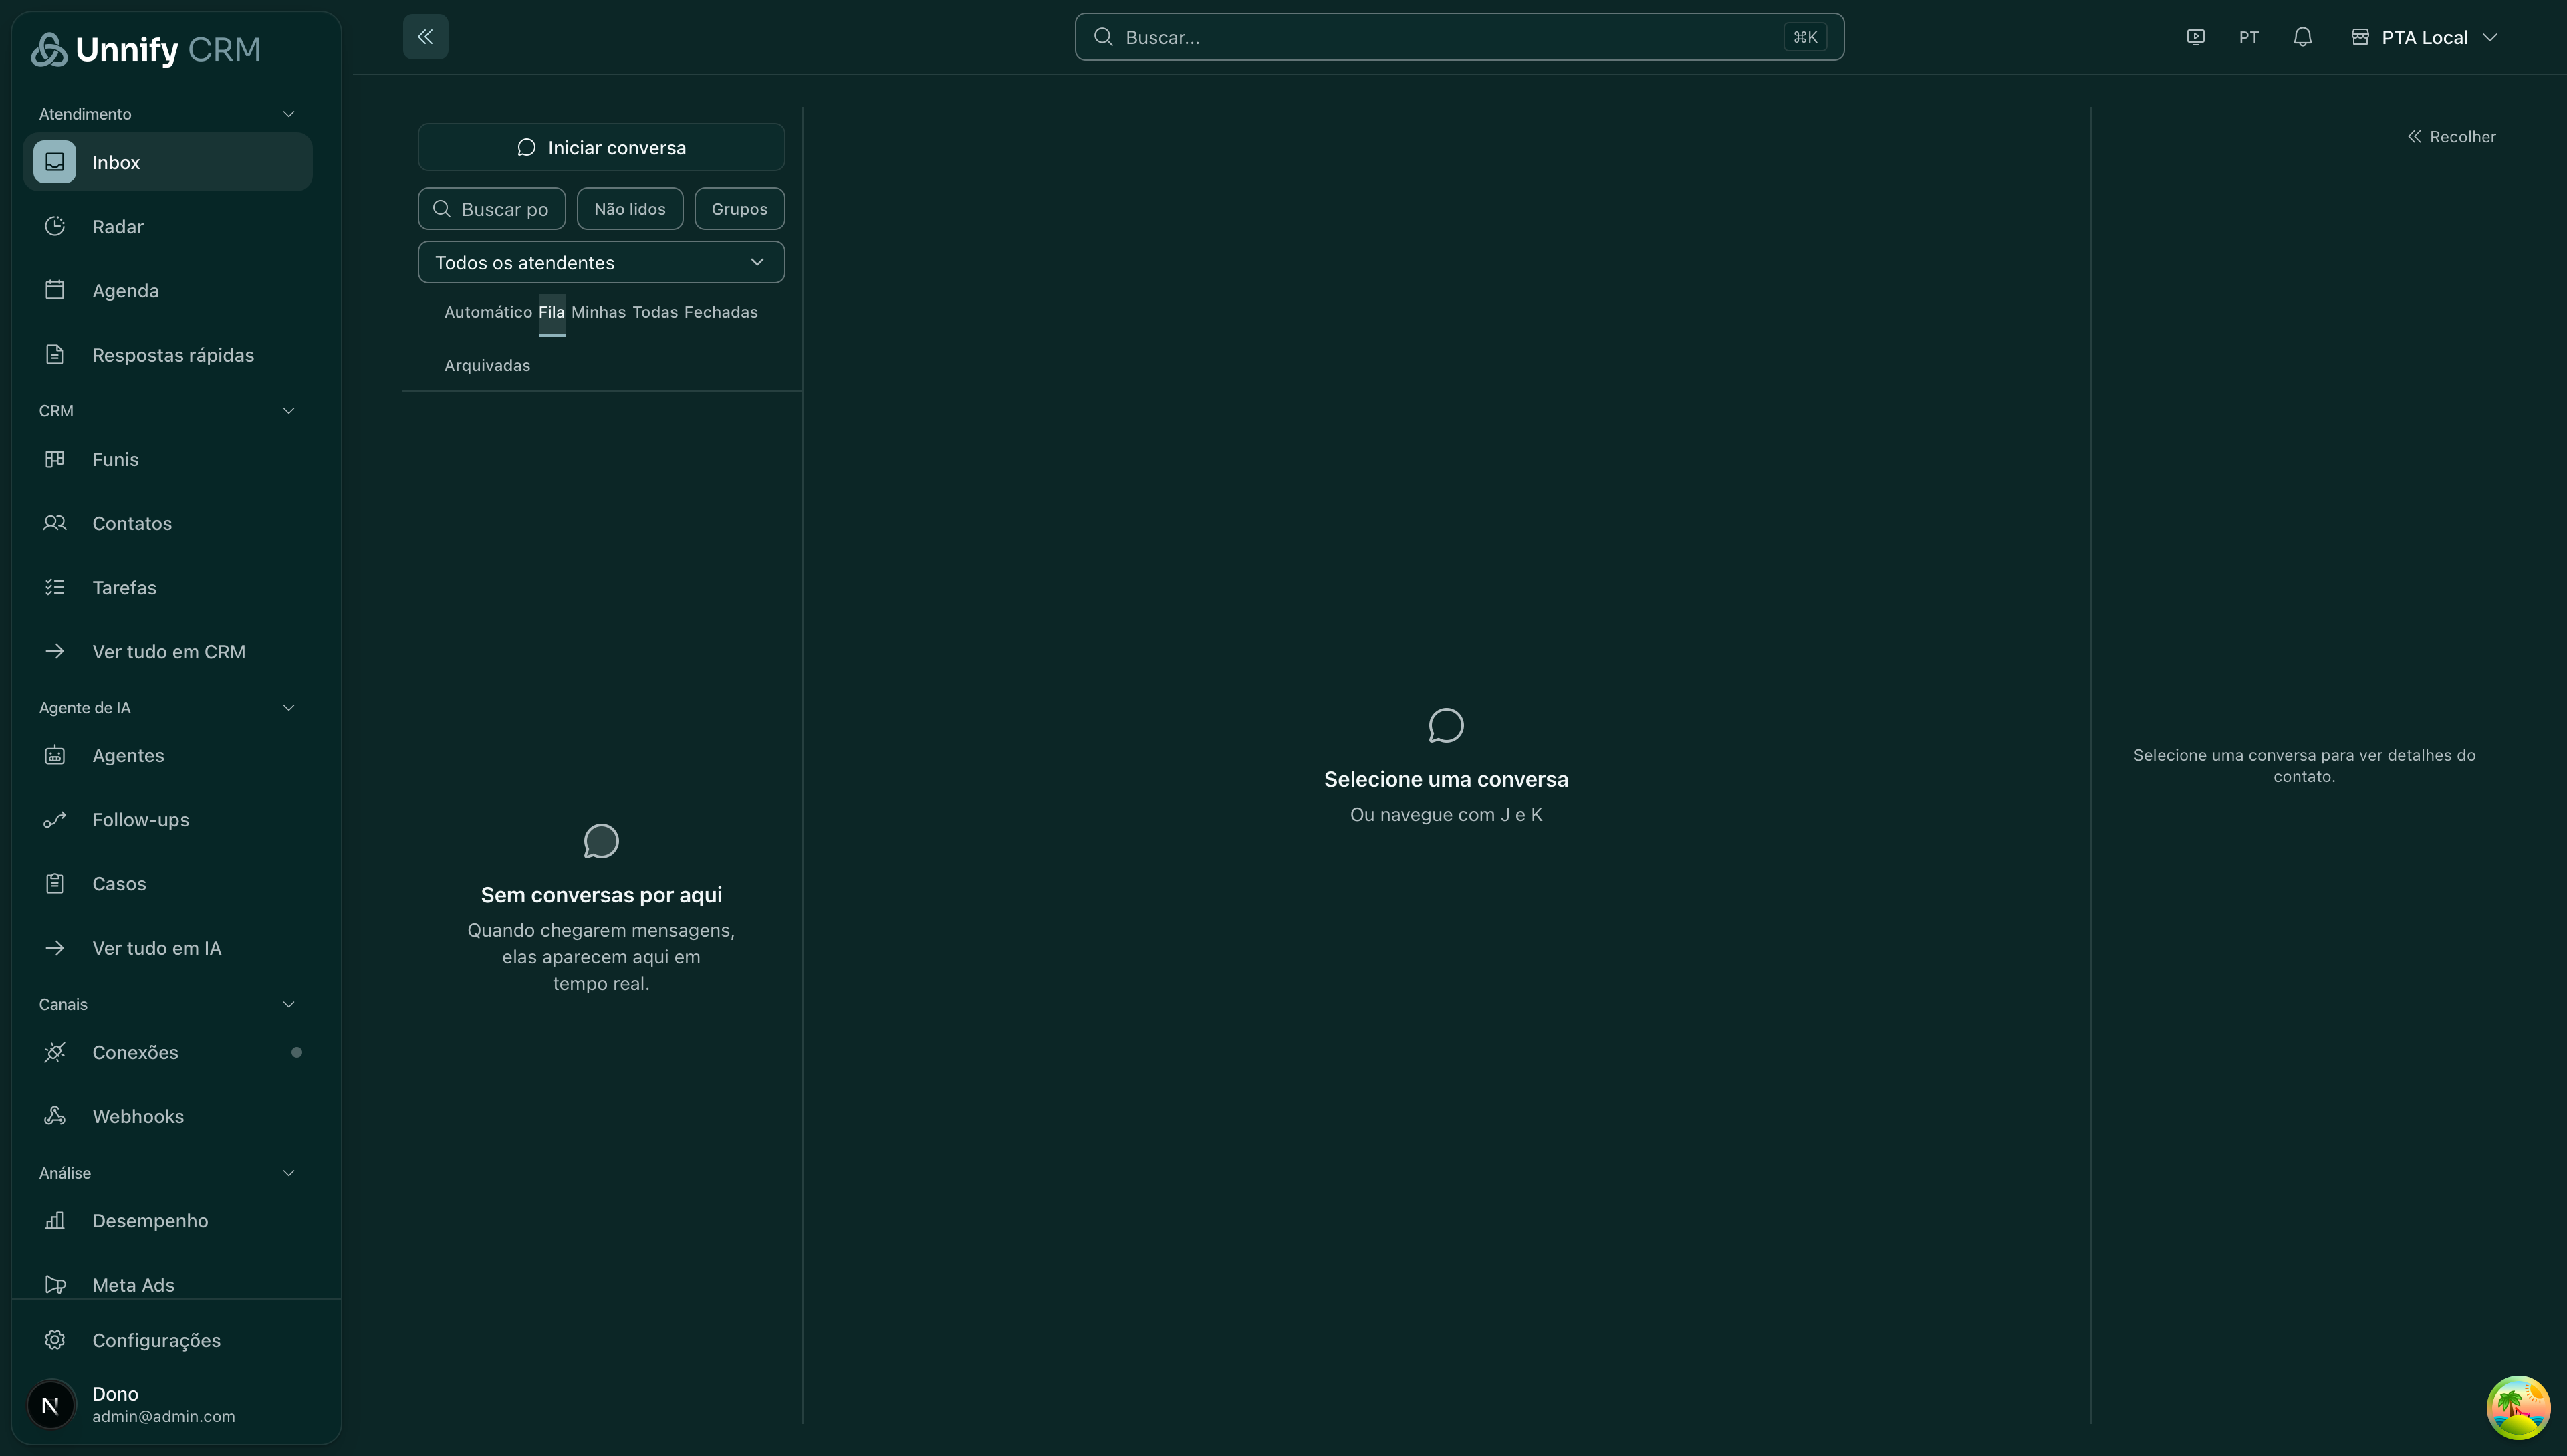 Unnify CRM
Atendimento
Inbox
Radar
Agenda
Respostas rápidas
CRM
Funis
Contatos
Tarefas
Ver tudo em CRM
Agente de IA
Agentes
Follow-ups
Casos
Ver tudo em IA
Canais
Conexões
Webhooks
Análise
Desempenho
Meta Ads
Configurações
N
Dono
admin@admin.com
Buscar...
⌘K
PT
PTA Local
Iniciar conversa
Buscar po
Não lidos
Grupos
Todos os atendentes
Automático Fila Minhas Todas Fechadas
Arquivadas
Sem conversas por aqui
Quando chegarem mensagens,
elas aparecem aqui em
tempo real.
Selecione uma conversa
Ou navegue com J e K
Recolher
Selecione uma conversa para ver detalhes do
contato.